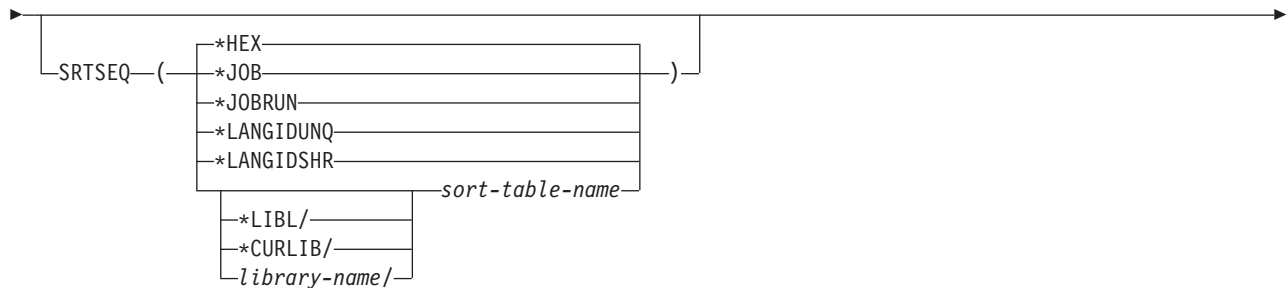 *HEX
SRTSEQ ( *JOB )
*JOBRUN
*LANGIDUNQ
*LANGIDSHR
sort-table-name
*LIBL/
*CURLIB/
library-name/